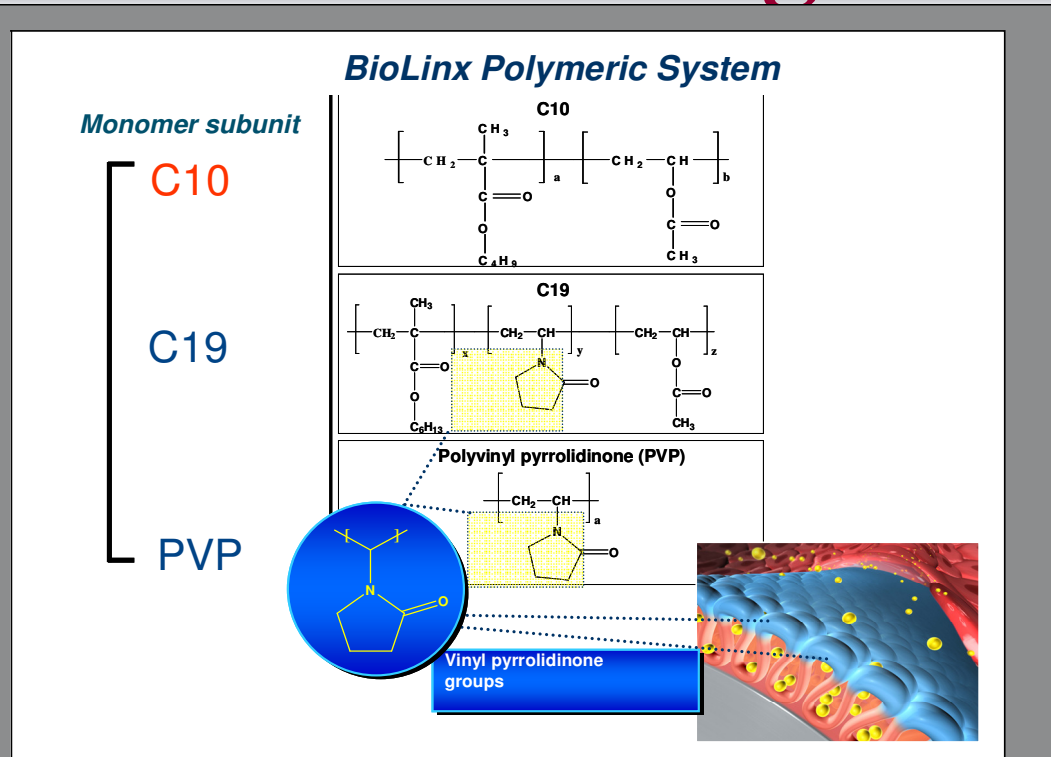 BioLinx Polymeric System
Monomer subunit
C10
C19
PVP
C10
CH3
CH2 C a CH2 CH b
C O O
O C O
C4H9 CH3
C19
CH3
CH2 C x CH2 CH y CH2 CH z
C O N O O
O C O
C6H13 CH3
Polyvinyl pyrrolidinone (PVP)
CH2 CH a
N O
N O
Vinyl pyrrolidinone
groups